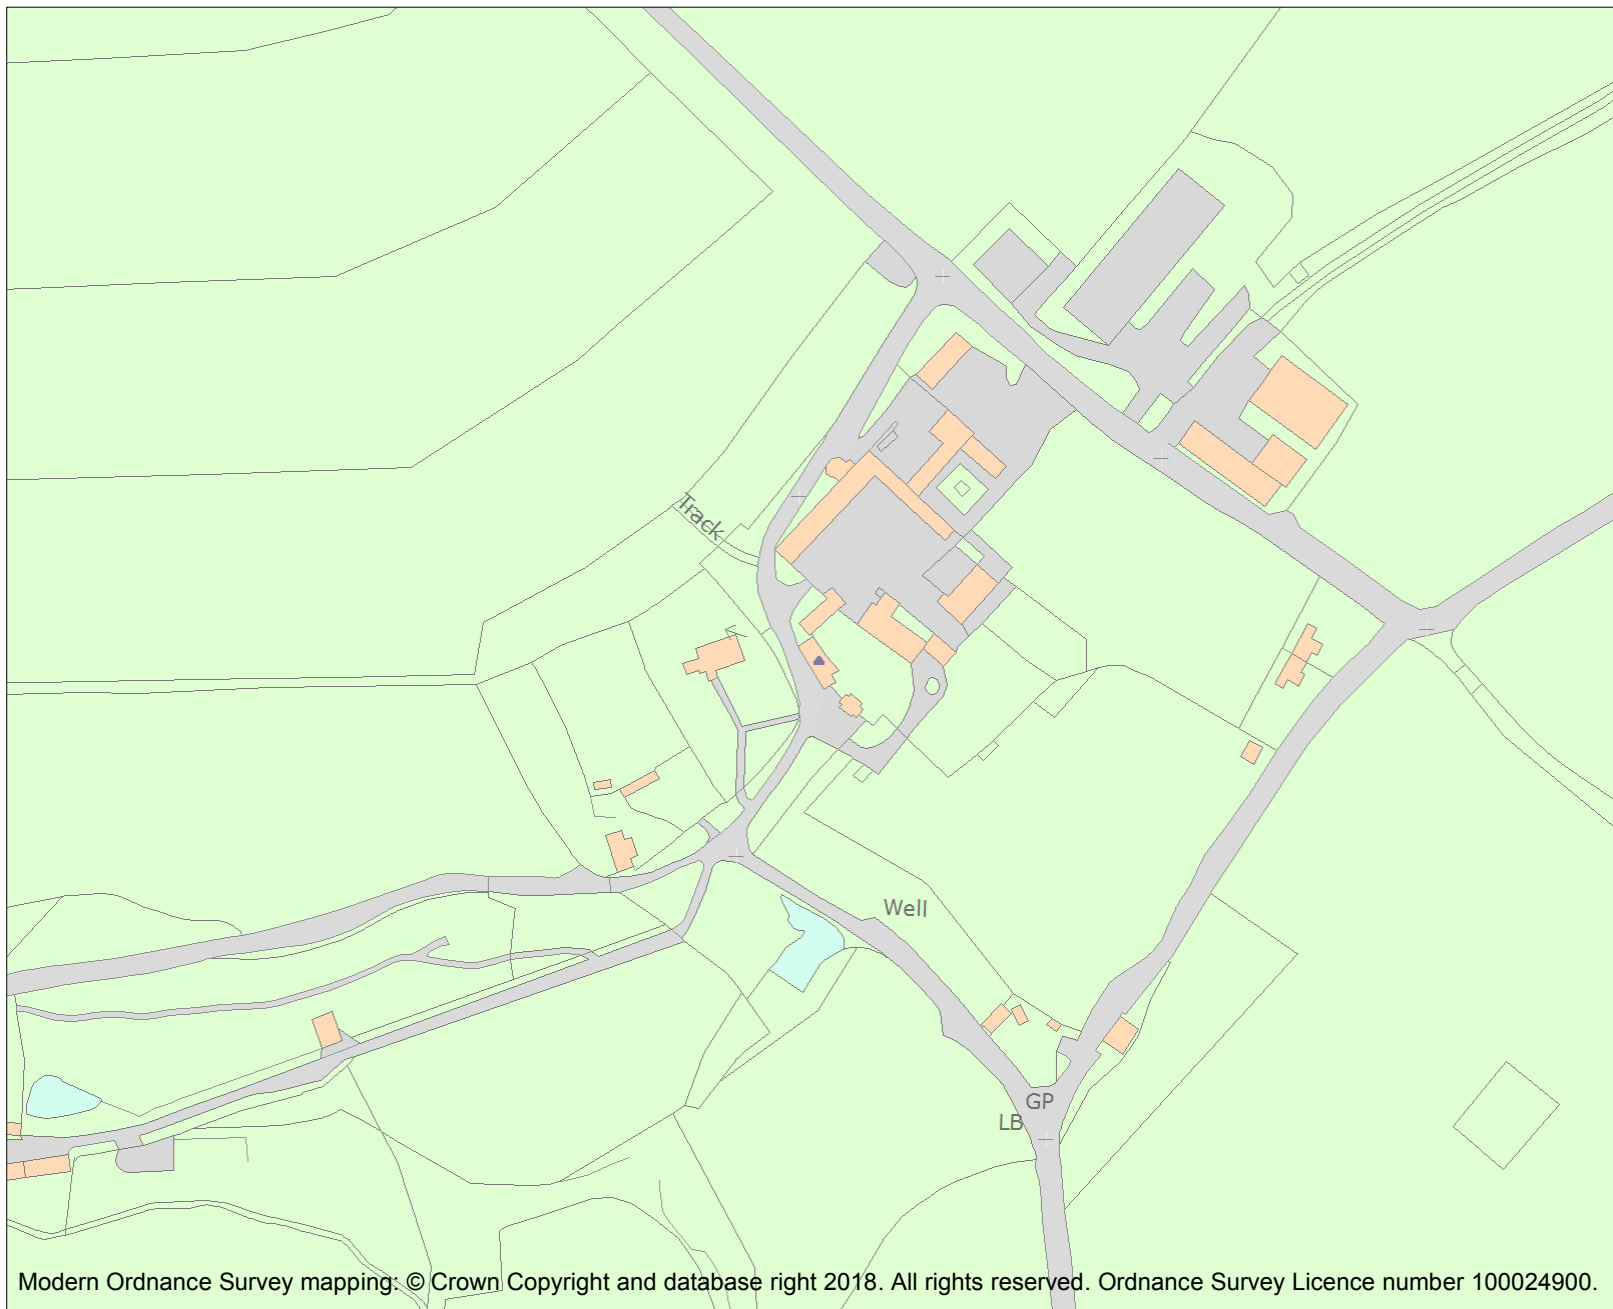 Track
Well
GP
LB
Modern Ordnance Survey mapping: © Crown Copyright and database right 2018. All rights reserved. Ordnance Survey Licence number 100024900.